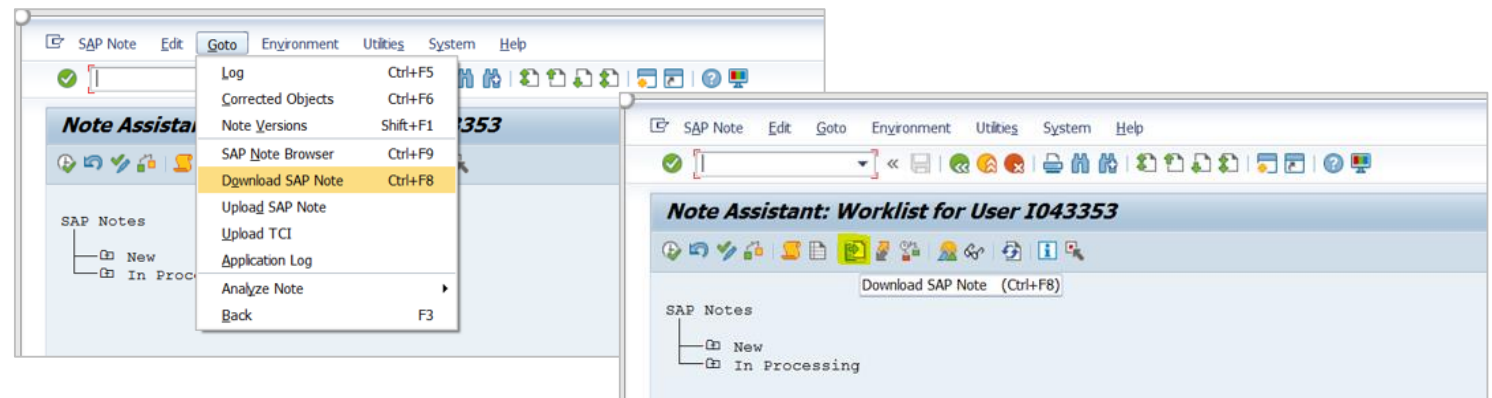 SAP Note Edit Goto Environment Utilities System Help
Log Ctrl+F5
Corrected Objects Ctrl+F6
Note Assistai 353
Note Versions Shift+F1
SAP Note Browser Ctrl+F9
Download SAP Note Ctrl+F8
Upload SAP Note
Upload TCI
Application Log
Analyze Note
Back F3
SAP Notes
New
In Proc
SAP Note Edit Goto Environment Utilities System Help
Note Assistant: Worklist for User I043353
Download SAP Note (Ctrl+F8)
SAP Notes
New
In Processing